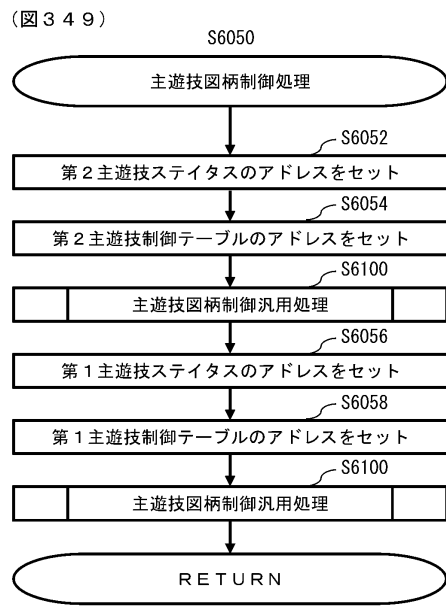 （図３４９）
S6050
主遊技図柄制御処理
S6052
第２主遊技ステイタスのアドレスをセット
S6054
第２主遊技制御テーブルのアドレスをセット
S6100
主遊技図柄制御汎用処理
S6056
第１主遊技ステイタスのアドレスをセット
S6058
第１主遊技制御テーブルのアドレスをセット
S6100
主遊技図柄制御汎用処理
ＲＥＴＵＲＮ